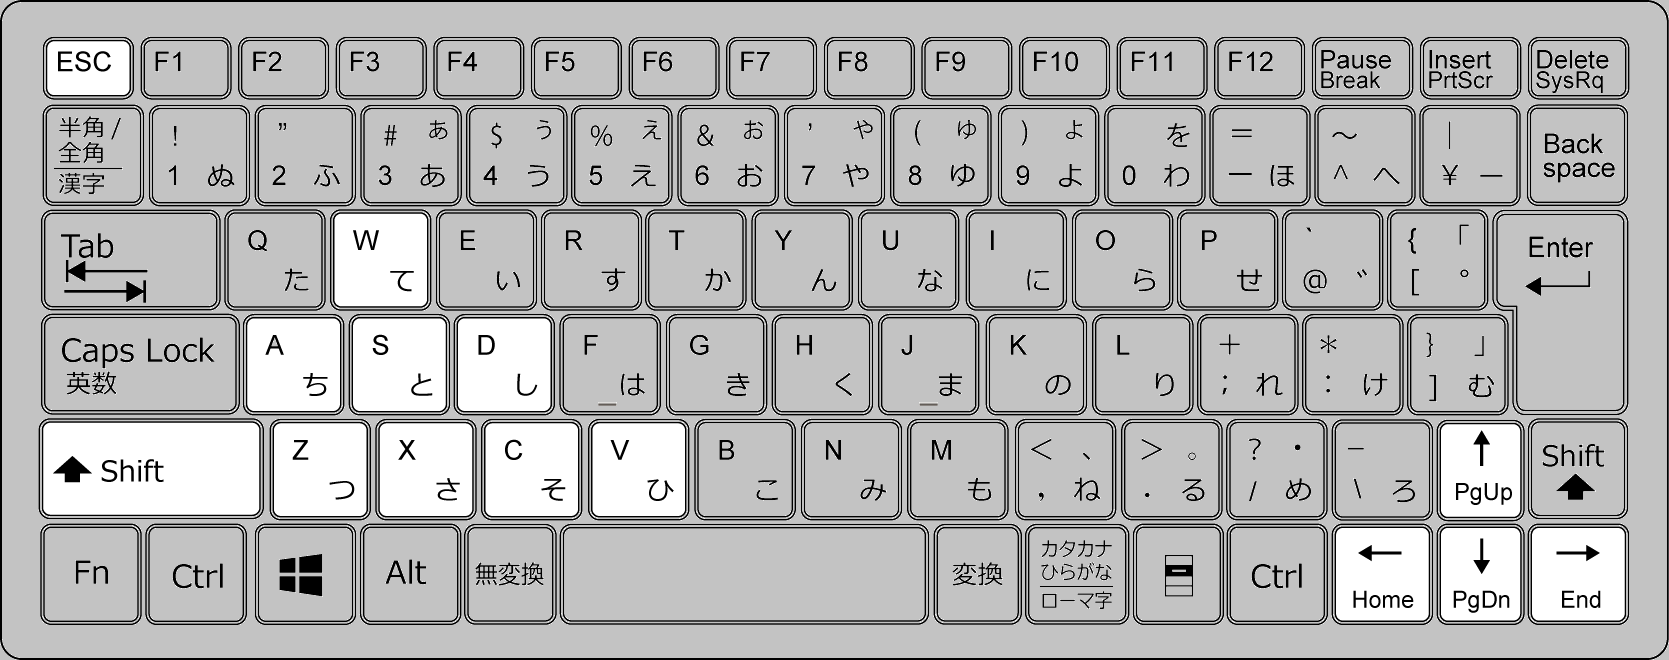 ESC F1 F2 F3 F4 F5 F6 F7 F8 F9 F10 F11 F12 Pause Break Insert PrtScr Delete SysRq
半角/全角 漢字 ! 1 ぬ ” 2 ふ # ぁ 3 あ $ ぅ 4 う % ぇ 5 え & ぉ 6 お ’ ゃ 7 や ( ゅ 8 ゆ ) ょ 9 よ を 0 わ = ー ほ ～ ^ へ | ¥ ー Back space
Tab Q た W て E い R す T か Y ん U な I に O ら P せ ` @ ゛ { 「 [ ゜ Enter
Caps Lock 英数 A ち S と D し F _は G き H く J _ま K の L り + ; れ * : け } 」 ] む
Shift Z つ X さ C そ V ひ B こ N み M も < 、 , ね > 。 . る ? ・ / め _ \ ろ ↑ PgUp Shift
Fn Ctrl Alt 無変換 変換 カタカナ ひらがな ローマ字 Ctrl ← Home ↓ PgDn → End